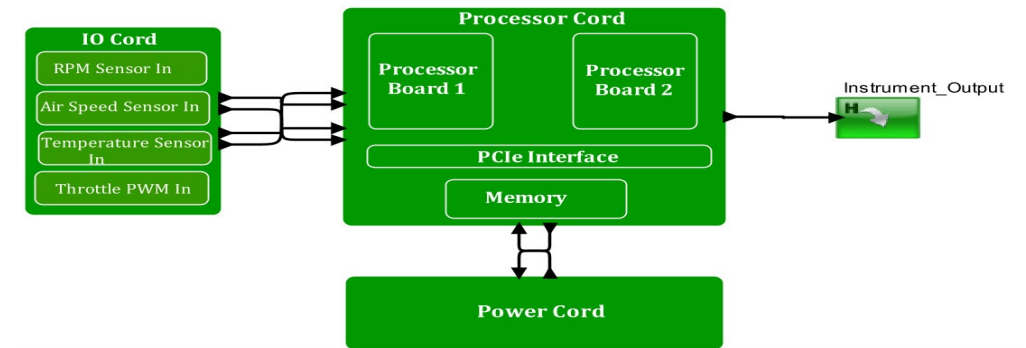 IO Cord
RPM Sensor In
Air Speed Sensor In
Temperature Sensor
In
Throttle PWM In
Processor Cord
Processor
Board 1
Processor
Board 2
PCIe Interface
Memory
Power Cord
Instrument_Output
H